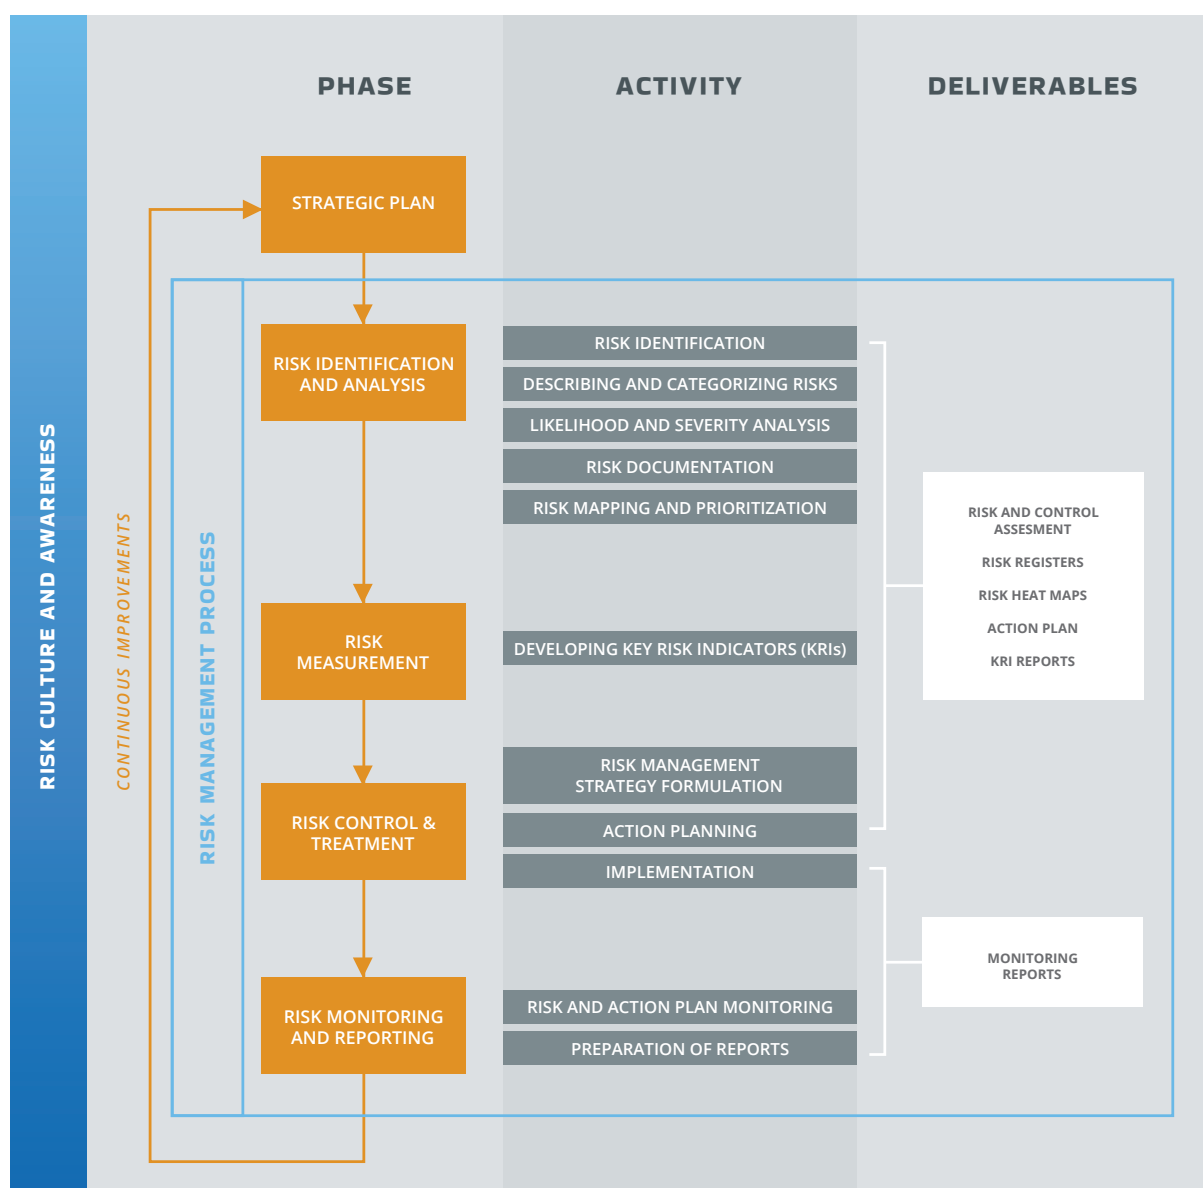 PHASE
ACTIVITY
DELIVERABLES
RISK CULTURE AND AWARENESS
CONTINUOUS IMPROVEMENTS
RISK MANAGEMENT PROCESS
STRATEGIC PLAN
RISK IDENTIFICATION
AND ANALYSIS
RISK
MEASUREMENT
RISK CONTROL &
TREATMENT
RISK MONITORING
AND REPORTING
RISK IDENTIFICATION
DESCRIBING AND CATEGORIZING RISKS
LIKELIHOOD AND SEVERITY ANALYSIS
RISK DOCUMENTATION
RISK MAPPING AND PRIORITIZATION
DEVELOPING KEY RISK INDICATORS (KRIs)
RISK MANAGEMENT
STRATEGY FORMULATION
ACTION PLANNING
IMPLEMENTATION
RISK AND ACTION PLAN MONITORING
PREPARATION OF REPORTS
RISK AND CONTROL
ASSESMENT
RISK REGISTERS
RISK HEAT MAPS
ACTION PLAN
KRI REPORTS
MONITORING
REPORTS